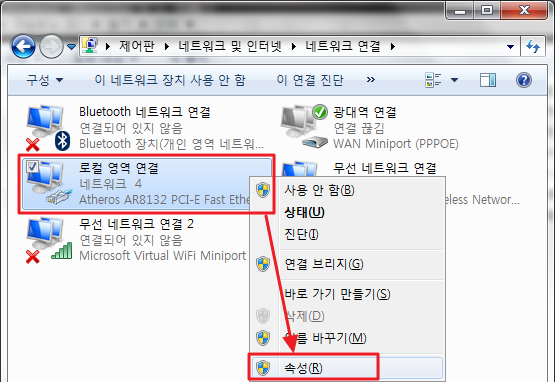 제어판 ▸ 네트워크 및 인터넷 ▸ 네트워크 연결 ▸
구성 이 네트워크 장치 사용 안 함 이 연결 진단 »
Bluetooth 네트워크 연결
연결되어 있지 않음
Bluetooth 장치(개인 영역 네트워...
광대역 연결
연결 끊김
WAN Miniport (PPPOE)
로컬 영역 연결
네트워크 4
Atheros AR8132 PCI-E Fast Eth
무선 네트워크 연결
eless Network...
무선 네트워크 연결 2
연결되어 있지 않음
Microsoft Virtual WiFi Miniport
사용 안 함(B)
상태(U)
진단(I)
연결 브리지(G)
바로 가기 만들기(S)
삭제(D)
바꾸기(M)
속성(R)